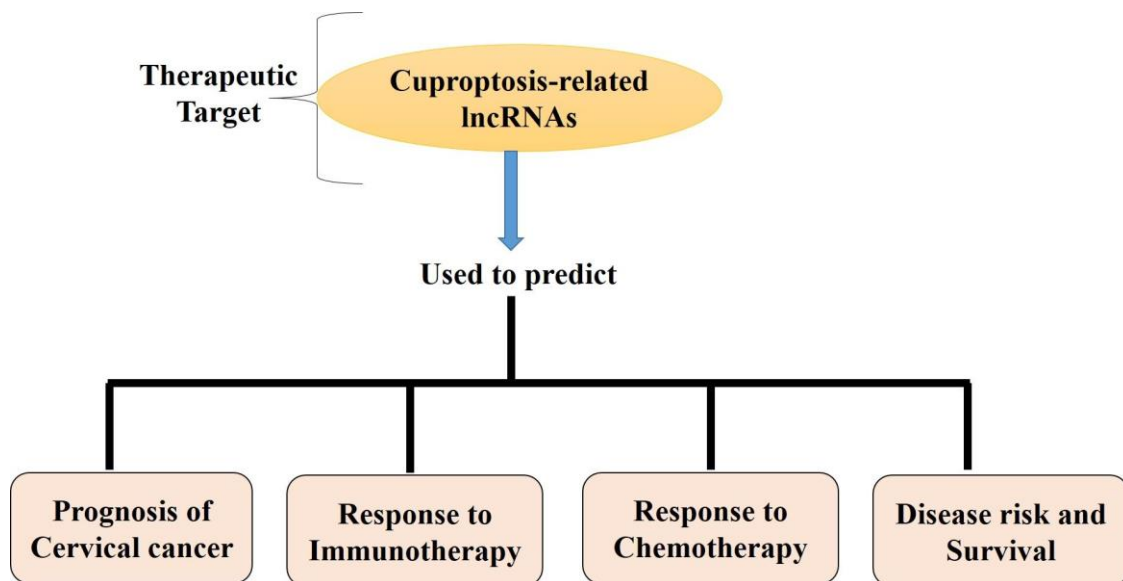 Therapeutic
Target
Cuproptosis-related
lncRNAs
Used to predict
Prognosis of
Cervical cancer
Response to
Immunotherapy
Response to
Chemotherapy
Disease risk and
Survival